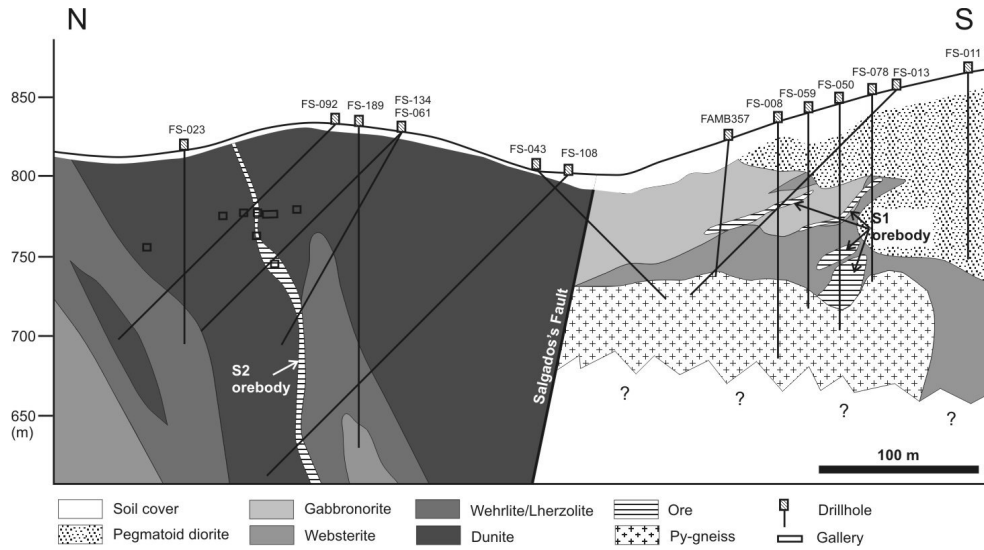 N
S
FS-011
FS-078
FS-013
FS-050
FS-059
FS-008
FAMB357
FS-092
FS-189
FS-134
FS-061
FS-023
FS-043
FS-108
850
800
750
700
650
(m)
S1
orebody
S2
orebody
Salgados's Fault
?
?
?
?
100 m
Soil cover
Gabbronorite
Wehrlite/Lherzolite
Ore
Drillhole
Pegmatoid diorite
Websterite
Dunite
Py-gneiss
Gallery